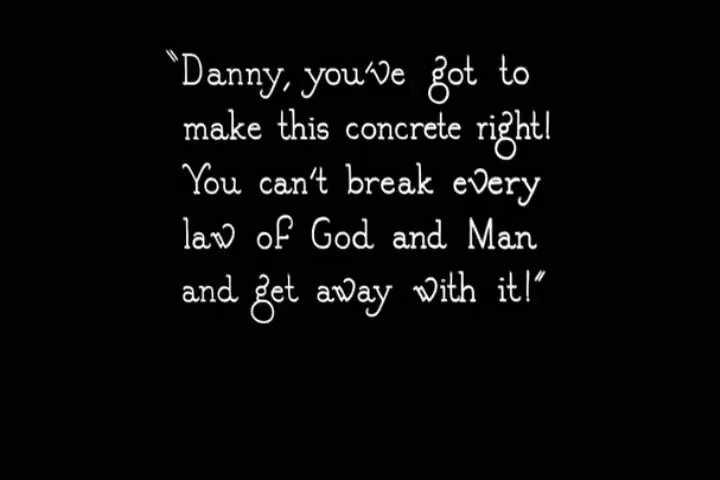 "Danny, you've got to
make this concrete right!
You can't break every
law of God and Man
and get away with it!"